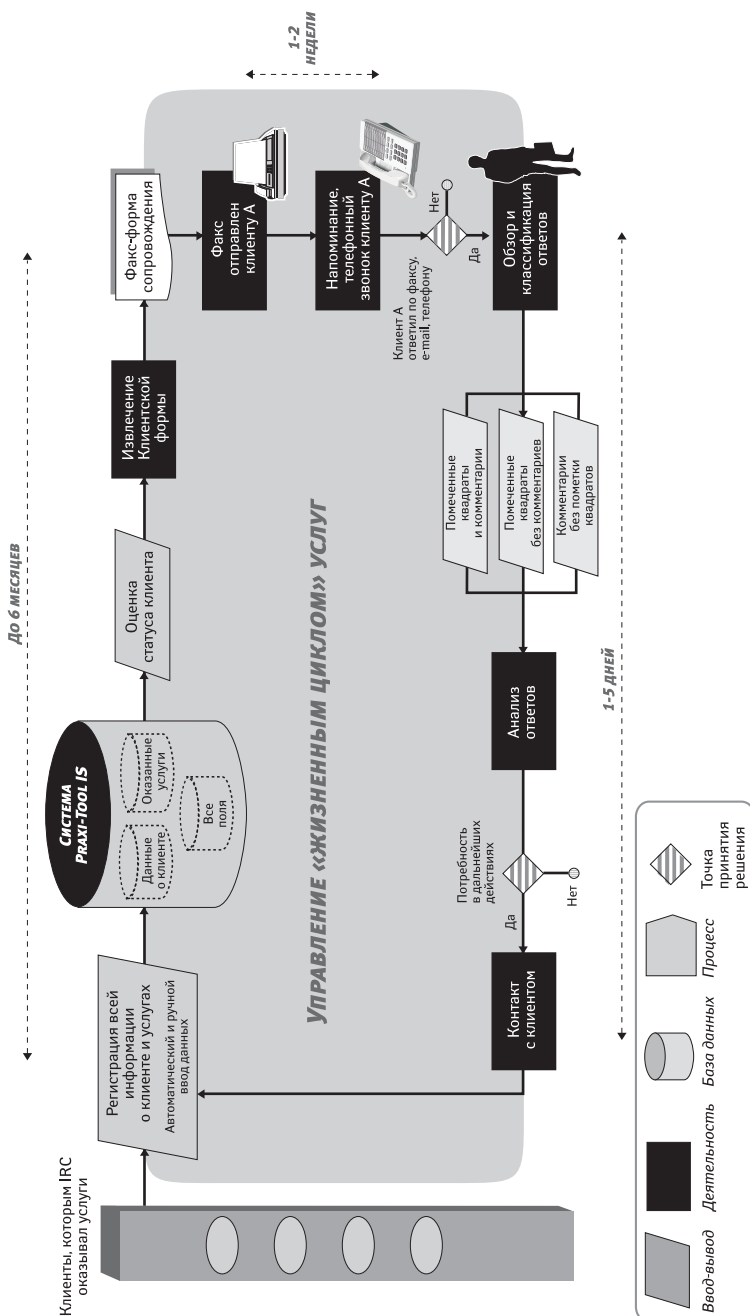 До 6 месяцев
1-2
недели
Клиенты, которым IRC
оказывал услуги
Регистрация всей
информации
о клиенте и услугах
Автоматический и ручной
ввод данных
Система
Praxi-Tool IS
Данные
о клиенте
Оказанные
услуги
Все
поля
Оценка
статуса клиента
Извлечение
Клиентской
формы
Факс-форма
сопровождения
Факс
отправлен
клиенту А
Напоминание,
телефонный
звонок клиенту А
Клиент А
ответил по факсу,
e-mail, телефону
Нет
Да
Обзор и
классификация
ответов
Помеченные
квадраты
и комментарии
Помеченные
квадраты
без комментариев
Комментарии
без пометки
квадратов
Анализ
ответов
Потребность
в дальнейших
действиях
Да
Нет
Контакт
с клиентом
Управление «жизненным циклом» услуг
1-5 дней
Ввод-вывод
Деятельность
База данных
Процесс
Точка
принятия
решения